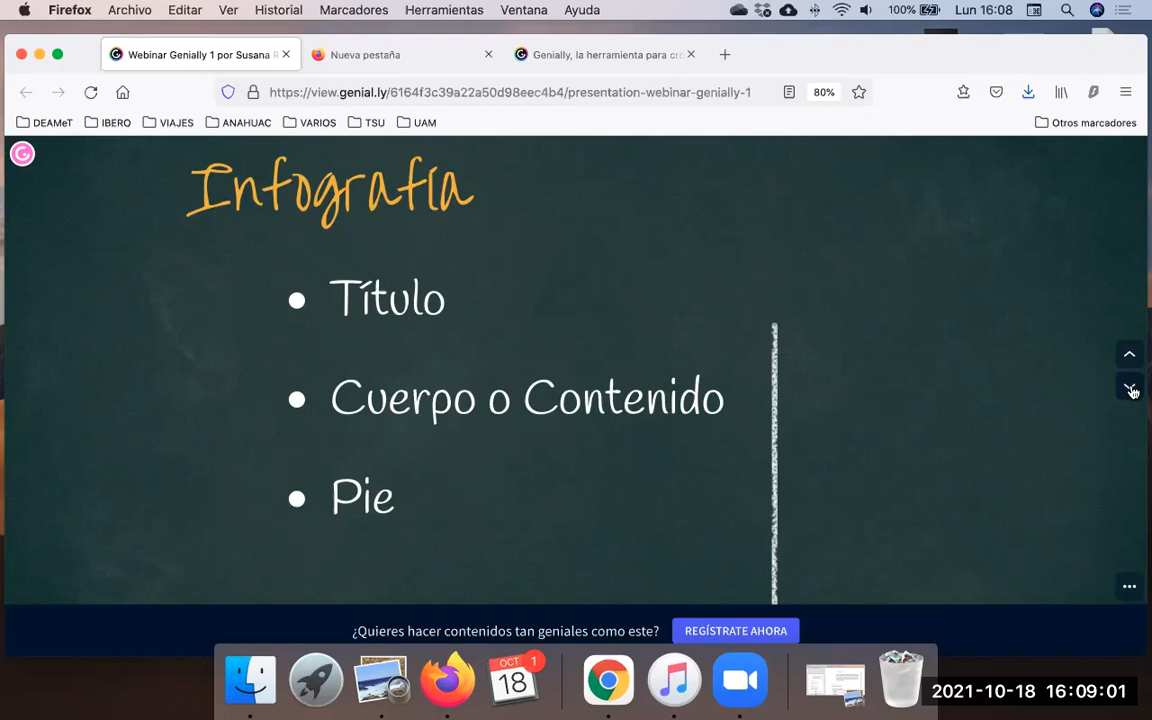 Firefox Archivo Editar Ver Historial Marcadores Herramientas Ventana Ayuda 100% Lun 16:08
Webinar Genially 1 por Susana Nueva pestaña Genially, la herramienta para cre
https://view.genial.ly/6164f3c39a22a50d98eec4b4/presentation-webinar-genially-1 80%
DEAMeT IBERO VIAJES ANAHUAC VARIOS TSU UAM Otros marcadores
Infografía
• Título
• Cuerpo o Contenido
• Pie
¿Quieres hacer contenidos tan geniales como este? REGÍSTRATE AHORA
OCT 1
18
2021-10-18 16:09:01